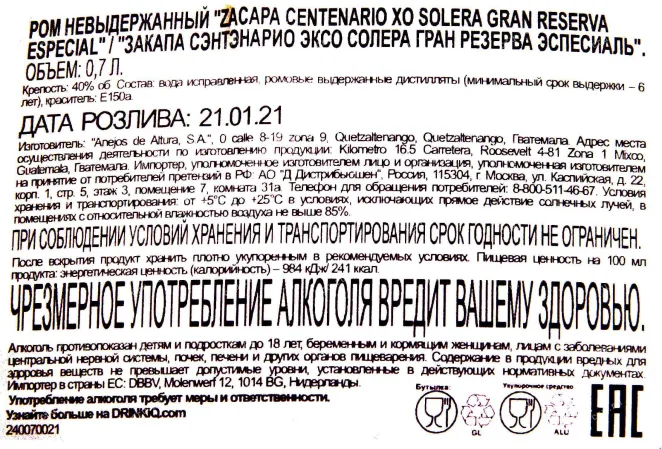 РОМ НЕВЫДЕРЖАННЫЙ "ZACAPA CENTENARIO XO SOLERA GRAN RESERVA
ESPECIAL" / "ЗАКАПА СЭНТЭНАРИО ЭКСО СОЛЕРА ГРАН РЕЗЕРВА ЭСПЕСИАЛЬ".
ОБЪЕМ: 0,7 Л.
Крепость: 40% об Состав: вода исправленная, ромовые выдержанные дистилляты (минимальный срок выдержки – 6
лет), краситель: Е150a.
ДАТА РОЗЛИВА: 21.01.21
Изготовитель: "Anejos de Altura, S.A.", 0 calle 8-19 zona 9, Quetzaltenango, Quetzaltenango, Гватемала. Адрес места
осуществления деятельности по изготовлению продукции: Kilometro 16.5 Carretera, Roosevelt 4-81 Zona 1 Mixco,
Guatemala, Гватемала. Импортер, уполномоченное изготовителем лицо и организация, уполномоченная изготовителем
на принятие от потребителей претензий в РФ: АО "Д Дистрибьюшен", Россия, 115304, г Москва, ул. Каспийская, д. 22,
корп. 1, стр. 5, этаж 3, помещение 7, комната 31а. Телефон для обращения потребителей: 8-800-511-46-67. Условия
хранения и транспортирования: от +5°С до +25°С в условиях, исключающих прямое действие солнечных лучей, в
помещениях с относительной влажностью воздуха не выше 85%.
ПРИ СОБЛЮДЕНИИ УСЛОВИЙ ХРАНЕНИЯ И ТРАНСПОРТИРОВАНИЯ СРОК ГОДНОСТИ НЕ ОГРАНИЧЕН.
После вскрытия продукт хранить плотно укупоренным в рекомендуемых условиях. Пищевая ценность на 100 мл
продукта: энергетическая ценность (калорийность) – 984 кДж/ 241 ккал.
ЧРЕЗМЕРНОЕ УПОТРЕБЛЕНИЕ АЛКОГОЛЯ ВРЕДИТ ВАШЕМУ ЗДОРОВЬЮ.
Алкоголь противопоказан детям и подросткам до 18 лет, беременным и кормящим женщинам, лицам с заболеваниями
центральной нервной системы, почек, печени и других органов пищеварения. Содержание в продукции вредных для
здоровья веществ не превышает допустимые уровни, установленные в действующих нормативных документах.
Импортер в страны ЕС: DBBV, Molenwerf 12, 1014 BG, Нидерланды.
Употребление алкоголя требует меры и ответственности.
Узнайте больше на DRINKiQ.com
240070021
Бутылка:
Укупорочное средство:
GL
ALU
EAC